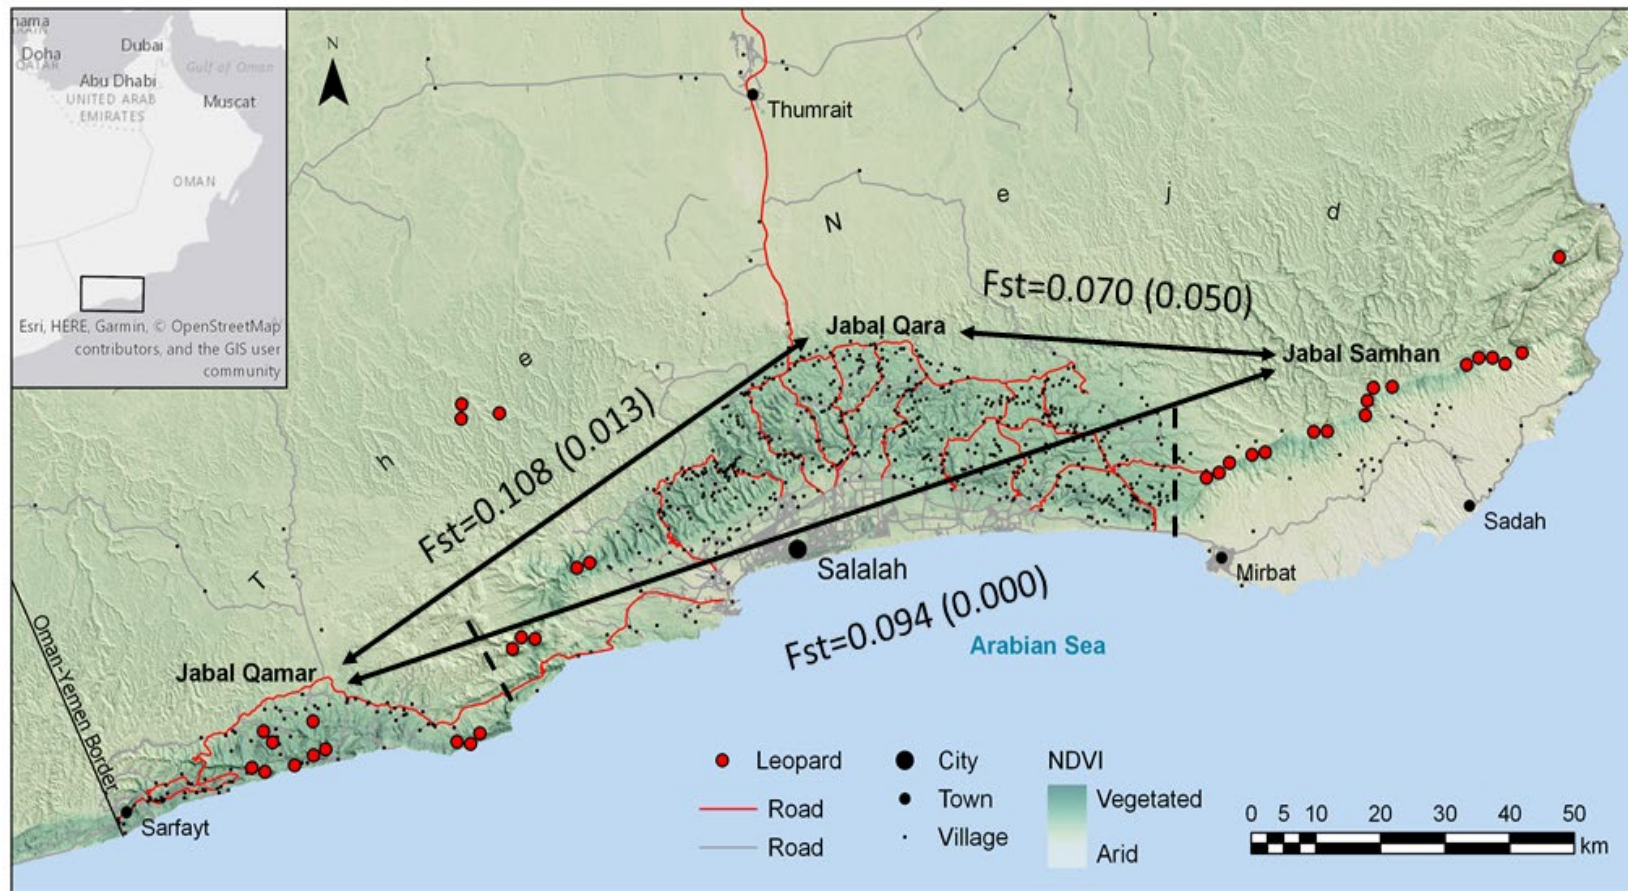 nama
RAIN
Doha
QATAR
Dubai
Gulf of Oman
Abu Dhabi
UNITED ARAB
EMIRATES
Muscat
OMAN
Esri, HERE, Garmin, © OpenStreetMap
contributors, and the GIS user
community
N
Thumrait
N
e
j
d
Fst=0.070 (0.050)
Jabal Qara
Jabal Samhan
T
h
e
Fst=0.108 (0.013)
Sadah
Mirbat
Salalah
Fst=0.094 (0.000)
Arabian Sea
Jabal Qamar
Oman-Yemen Border
Sarfayt
Leopard
Road
Road
City
Town
Village
NDVI
Vegetated
Arid
0 5 10 20 30 40 50
km